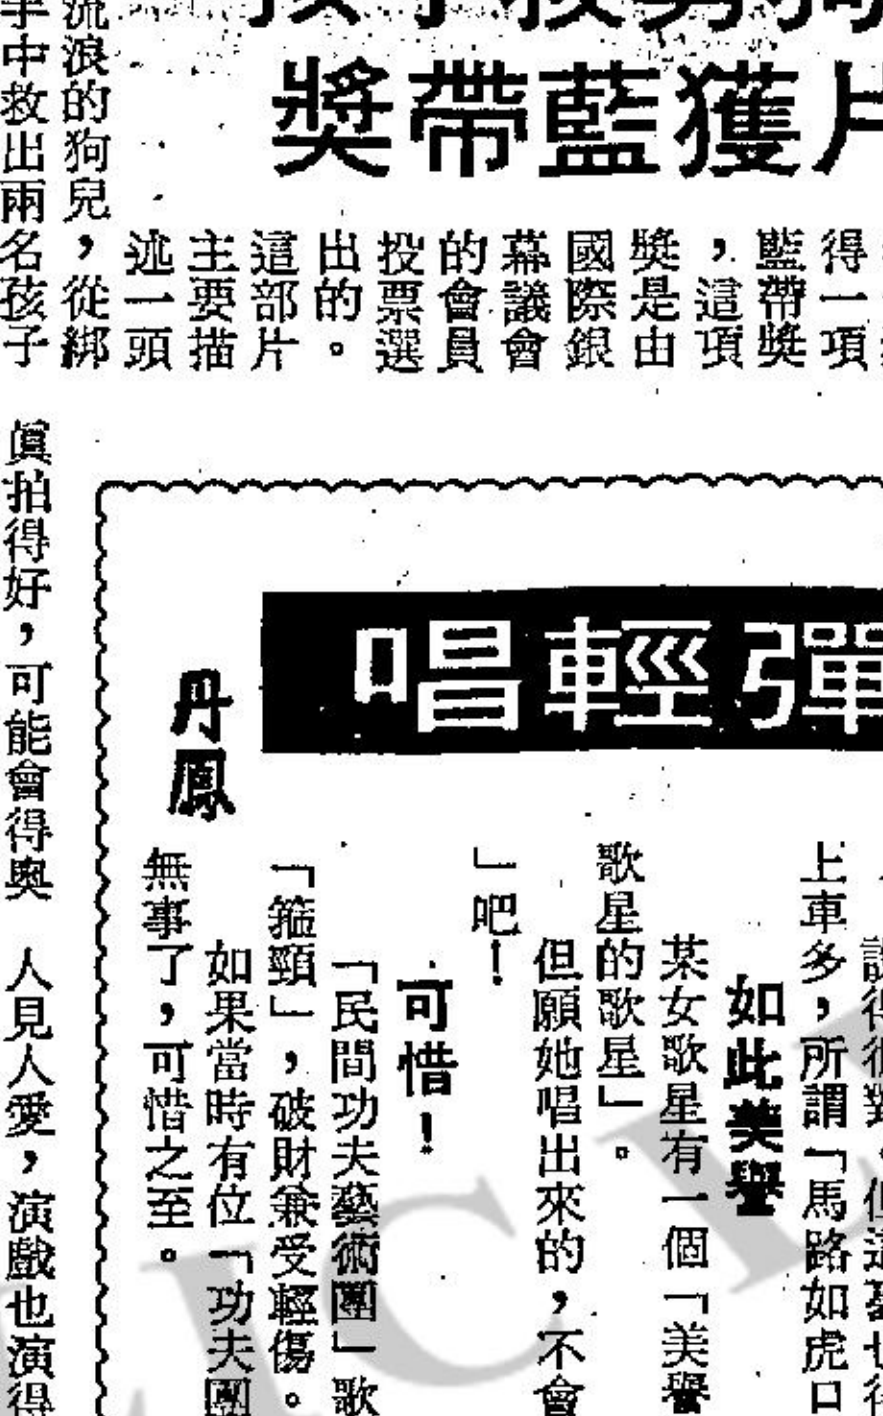 片獲藍帶獎
得一項
藍帶獎
，這項
獎是由
國際銀
幕議會
的會員
投票選
出的。
這部片
主要描
述一頭
流浪的狗兒，從綁
手中救出兩名孩子
眞拍得好，可能會得奧
人見人愛，演戲也演得
彈輕唱
丹鳳
上車多，所謂「馬路如虎口
如此美譽
某女歌星有一個「美譽
歌星的歌星」。
但願她唱出來的，不會
」吧！
可惜！
「民間功夫藝術團」歌
「箍頸」，破財兼受輕傷。
如果當時有位「功夫團
無事了，可惜之至。